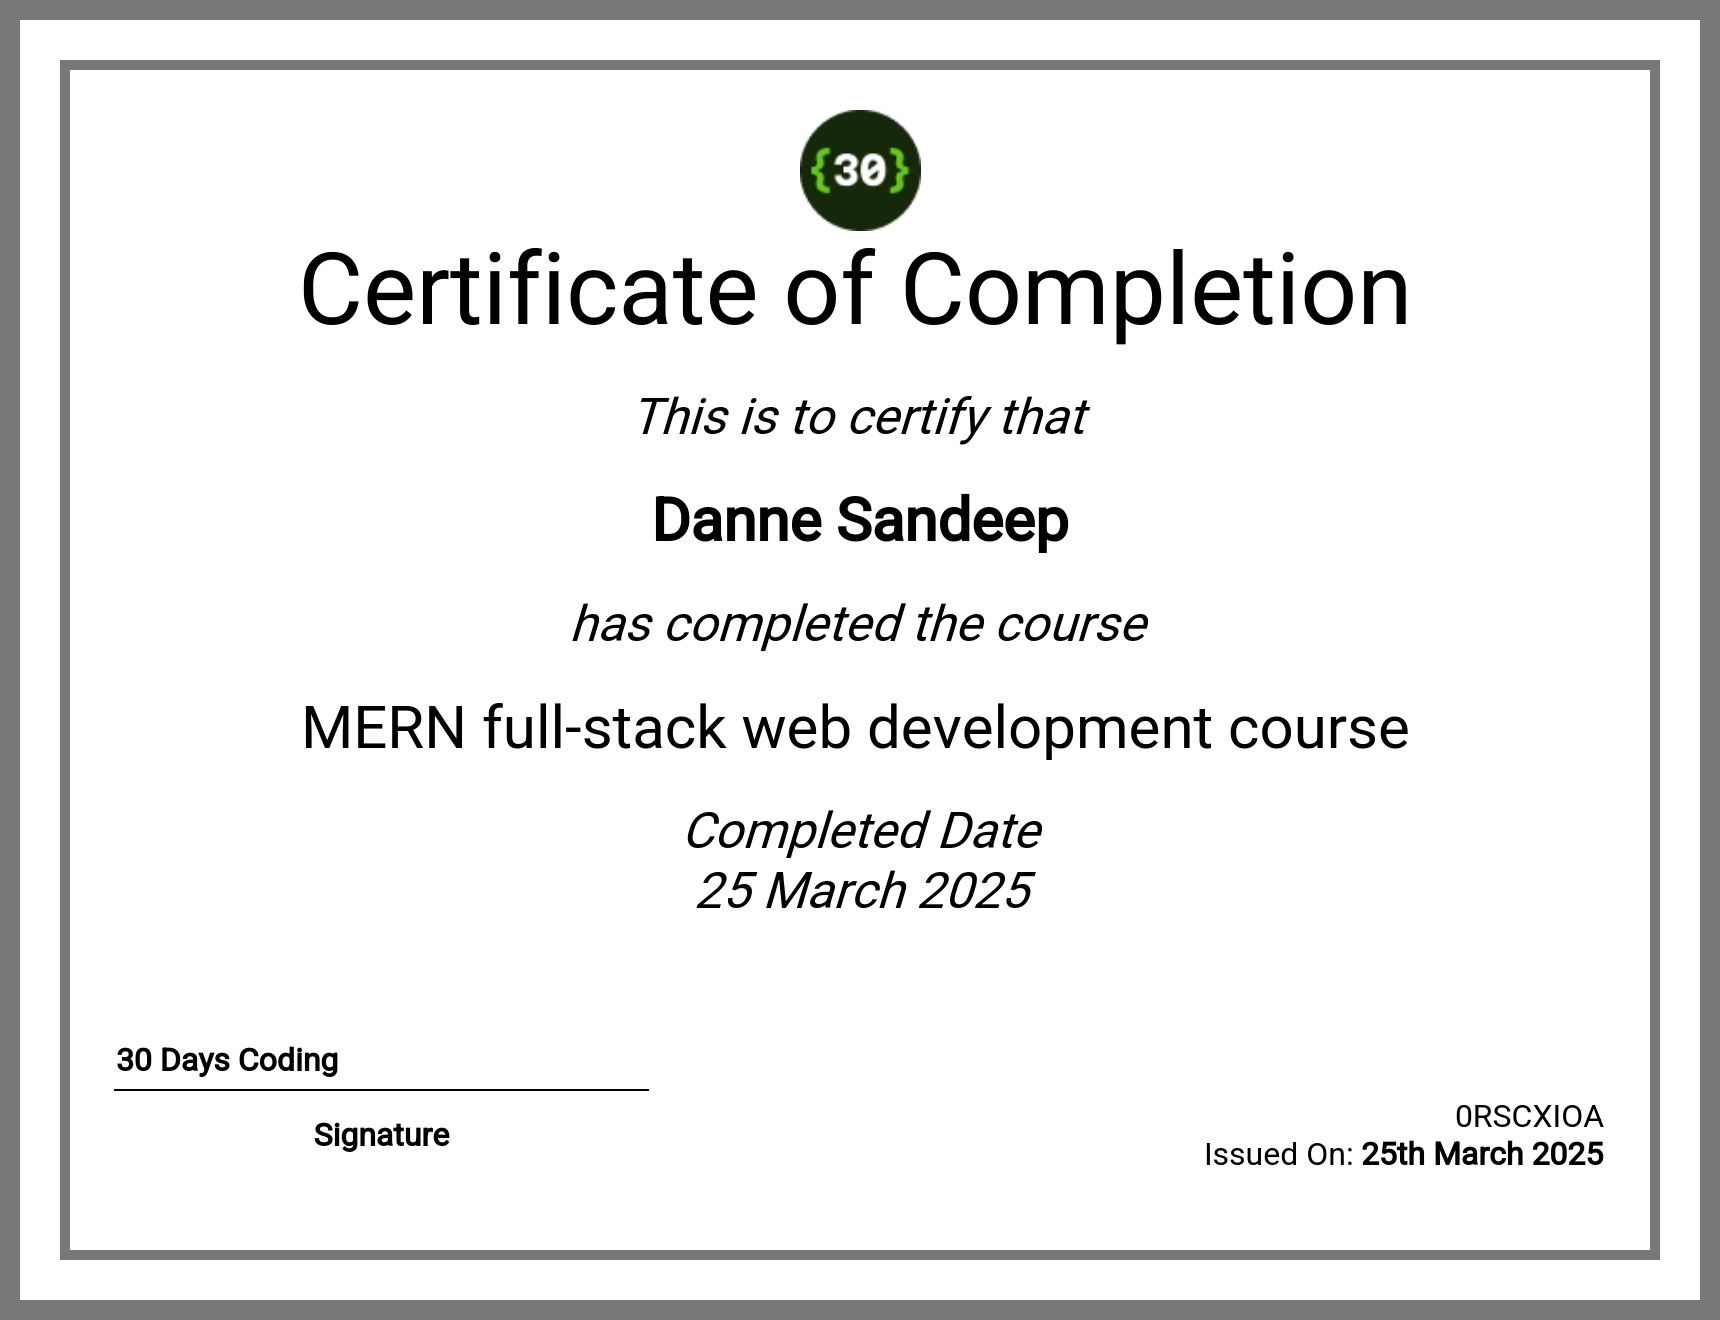 {30}
Certificate of Completion
This is to certify that
Danne Sandeep
has completed the course
MERN full-stack web development course
Completed Date
25 March 2025
30 Days Coding
Signature
0RSCXIOA
Issued On: 25th March 2025